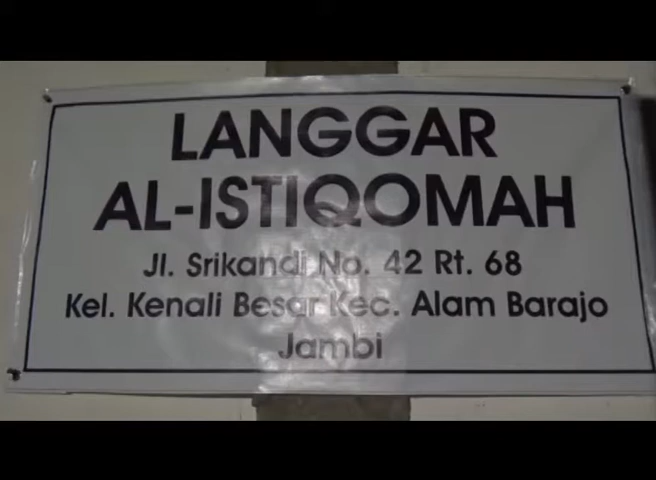 LANGGAR
AL-ISTIQOMAH
Jl. Srikandi No. 42 Rt. 68
Kel. Kenali Besar Kec. Alam Barajo
Jambi